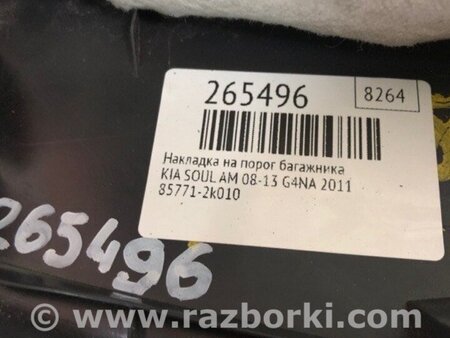 265496
8264
Накладка на порог багажника
KIA SOUL AM 08-13 G4NA 2011
85771-2k010
265496
www.razborki.com